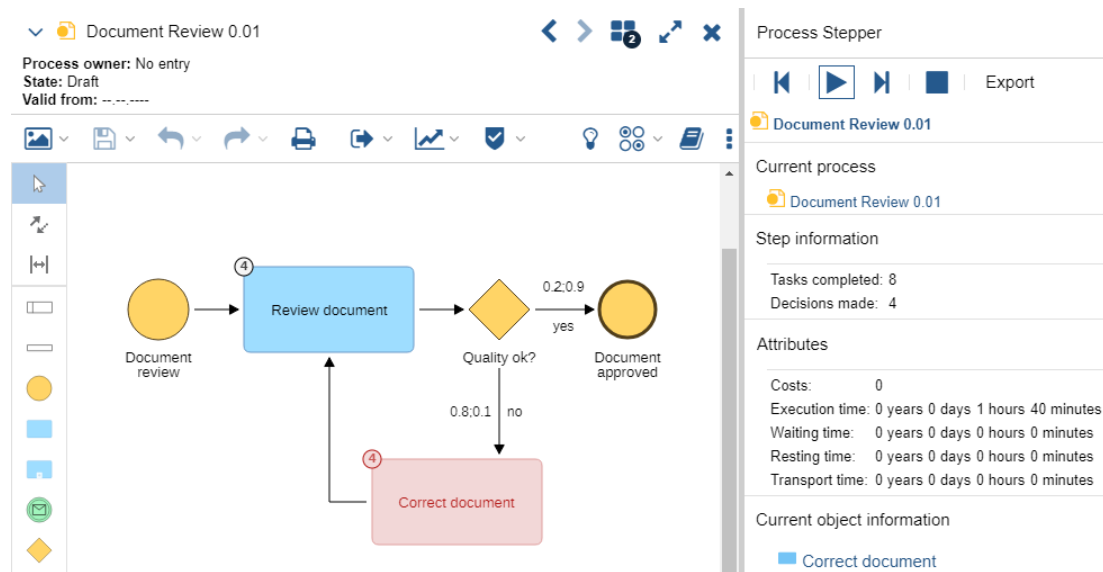 Document Review 0.01
2
Process owner: No entry
State: Draft
Valid from: --.--.----
4
Review document
Document
review
0.2;0.9
yes
Quality ok?
Document
approved
0.8;0.1 no
4
Correct document
Process Stepper
Export
Document Review 0.01
Current process
Document Review 0.01
Step information
Tasks completed: 8
Decisions made: 4
Attributes
Costs: 0
Execution time: 0 years 0 days 1 hours 40 minutes
Waiting time: 0 years 0 days 0 hours 0 minutes
Resting time: 0 years 0 days 0 hours 0 minutes
Transport time: 0 years 0 days 0 hours 0 minutes
Current object information
Correct document